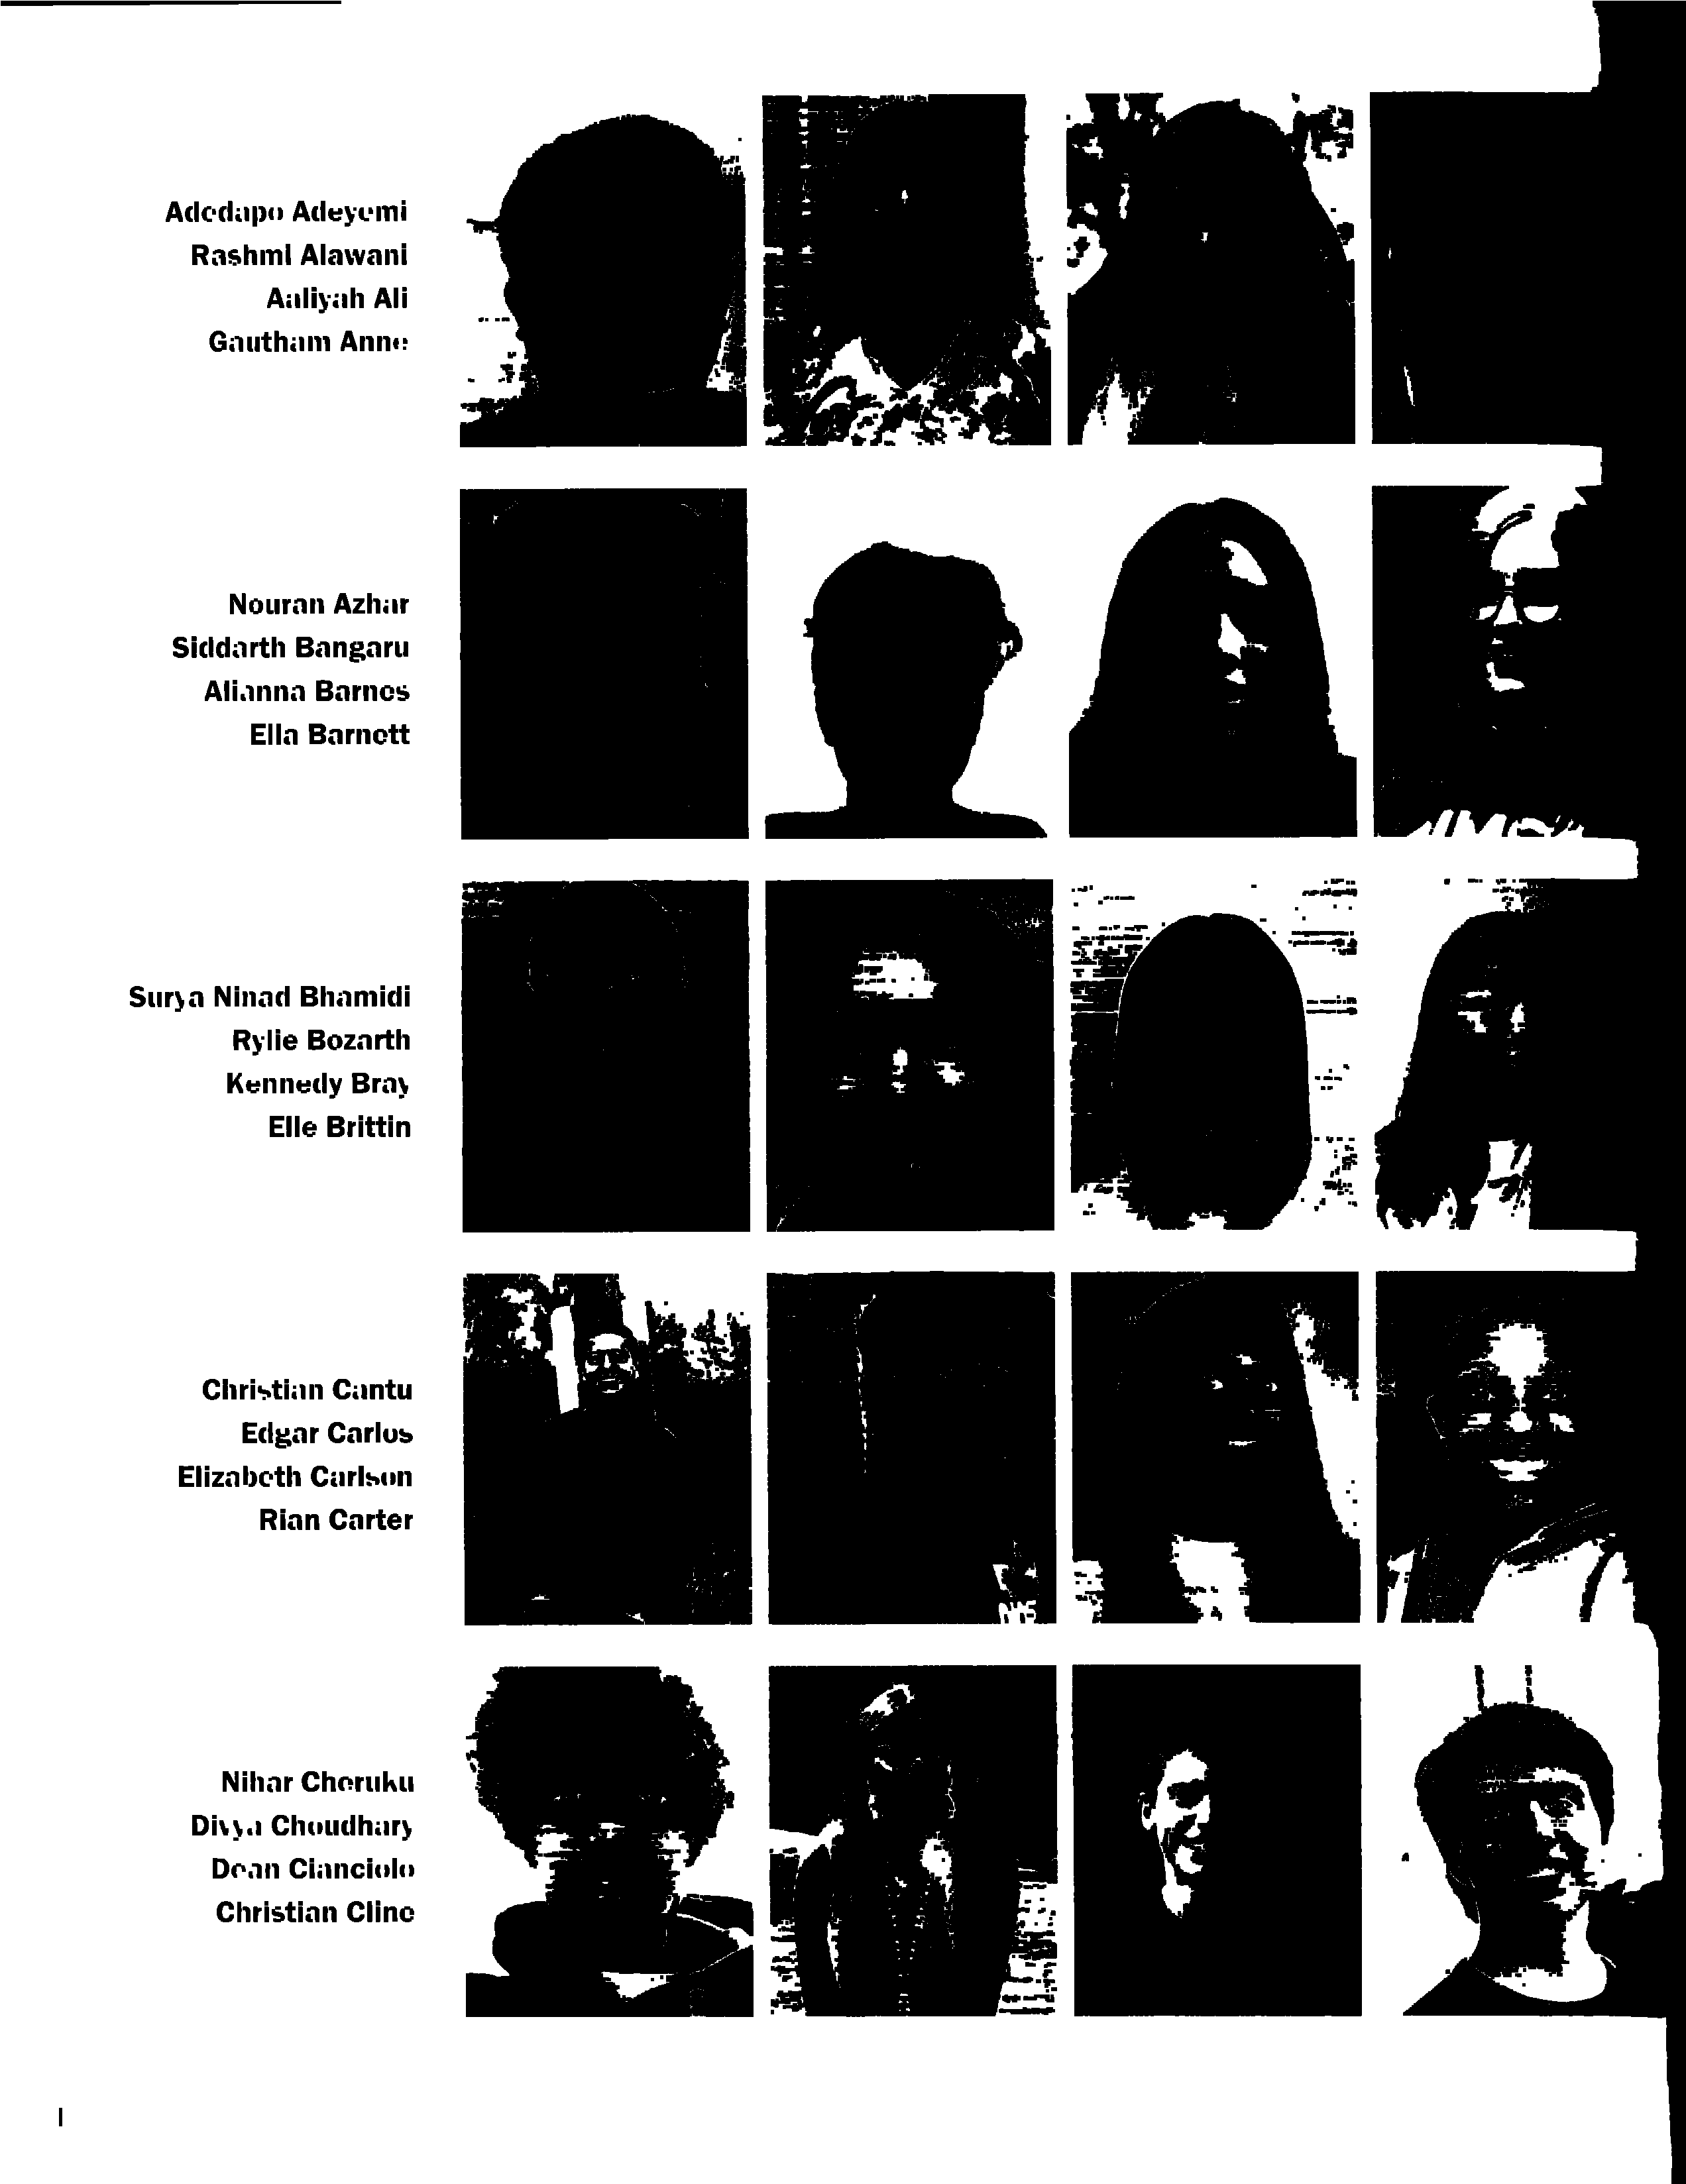 Adedapo Adeyemi
Rashmi Alawani
Aaliyah Ali
Gautham Anne
Nouran Azhar
Siddarth Bangaru
Alianna Barnes
Ella Barnett
Surya Ninad Bhamidi
Rylie Bozarth
Kennedy Bray
Elle Brittin
Christian Cantu
Edgar Carlos
Elizabeth Carlson
Rian Carter
Nihar Cheruku
Divya Choudhary
Dean Cianciolo
Christian Cline